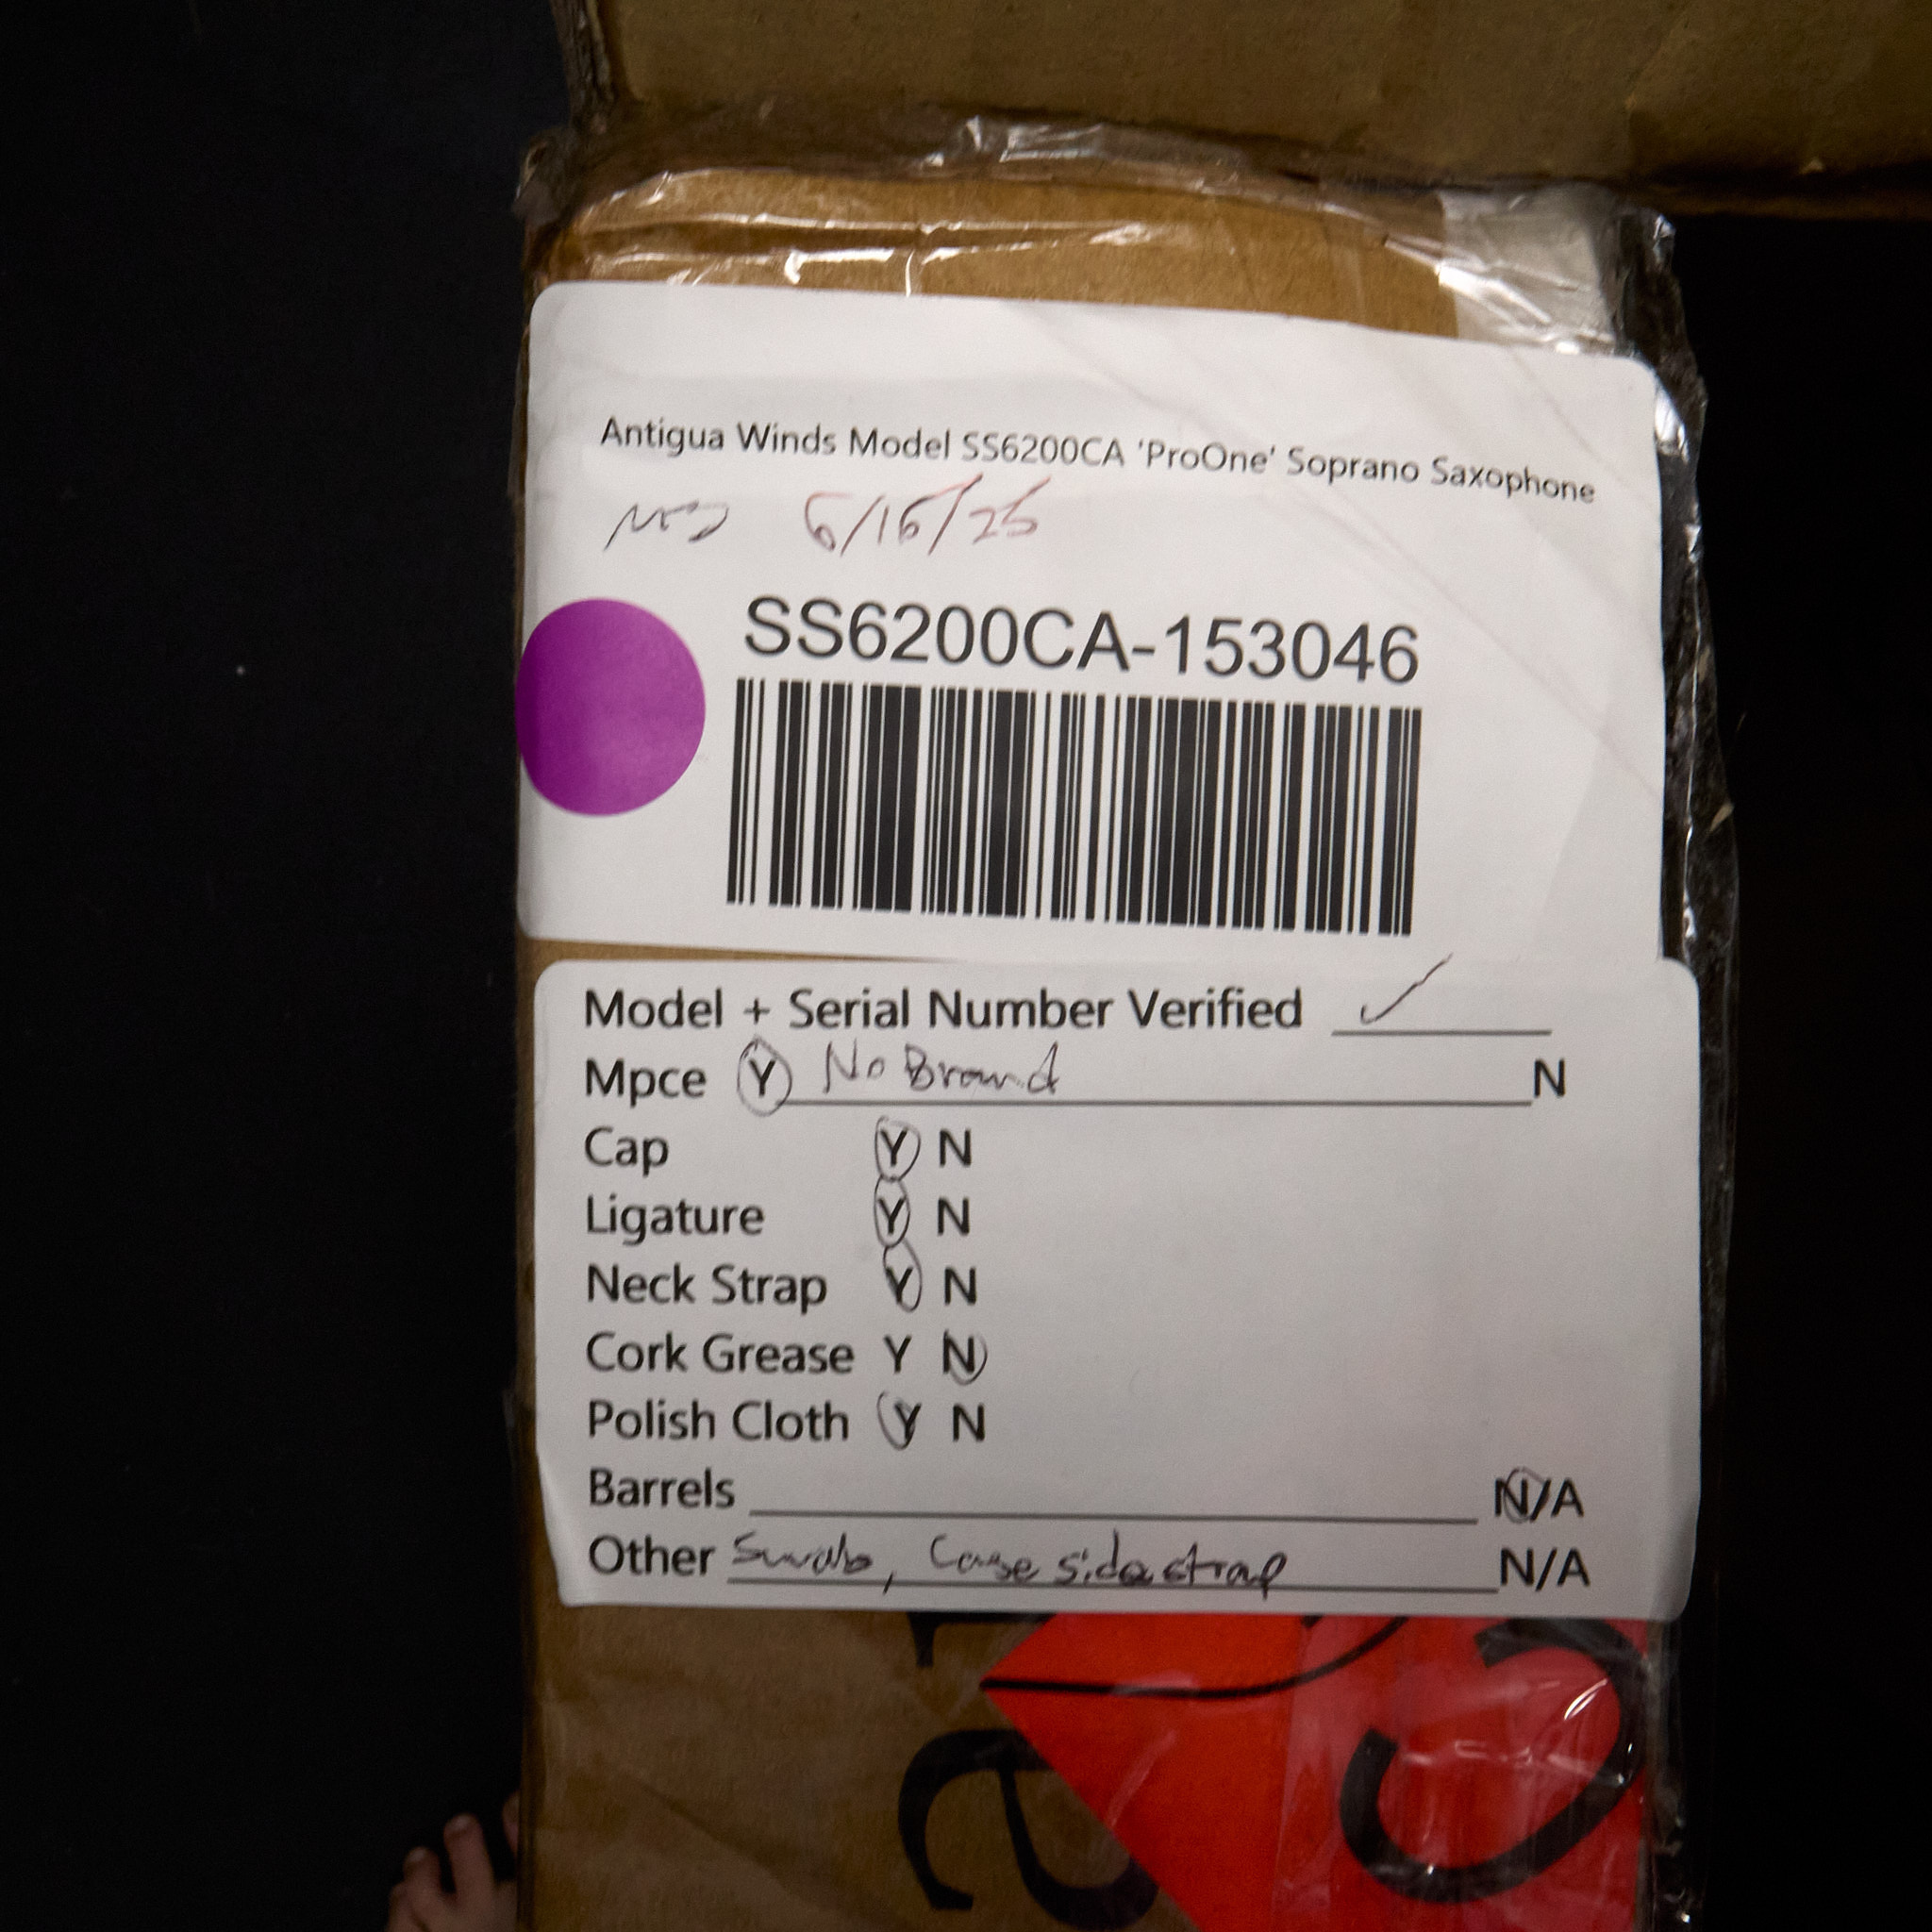 Antigua Winds Model SS6200CA 'ProOne' Soprano Saxophone
6/16/25
SS6200CA-153046
Model + Serial Number Verified ✓
Mpce Y No Brand N
Cap Y N
Ligature Y N
Neck Strap Y N
Cork Grease Y N
Polish Cloth Y N
Barrels N/A
Other Swab, Case side strap N/A
a